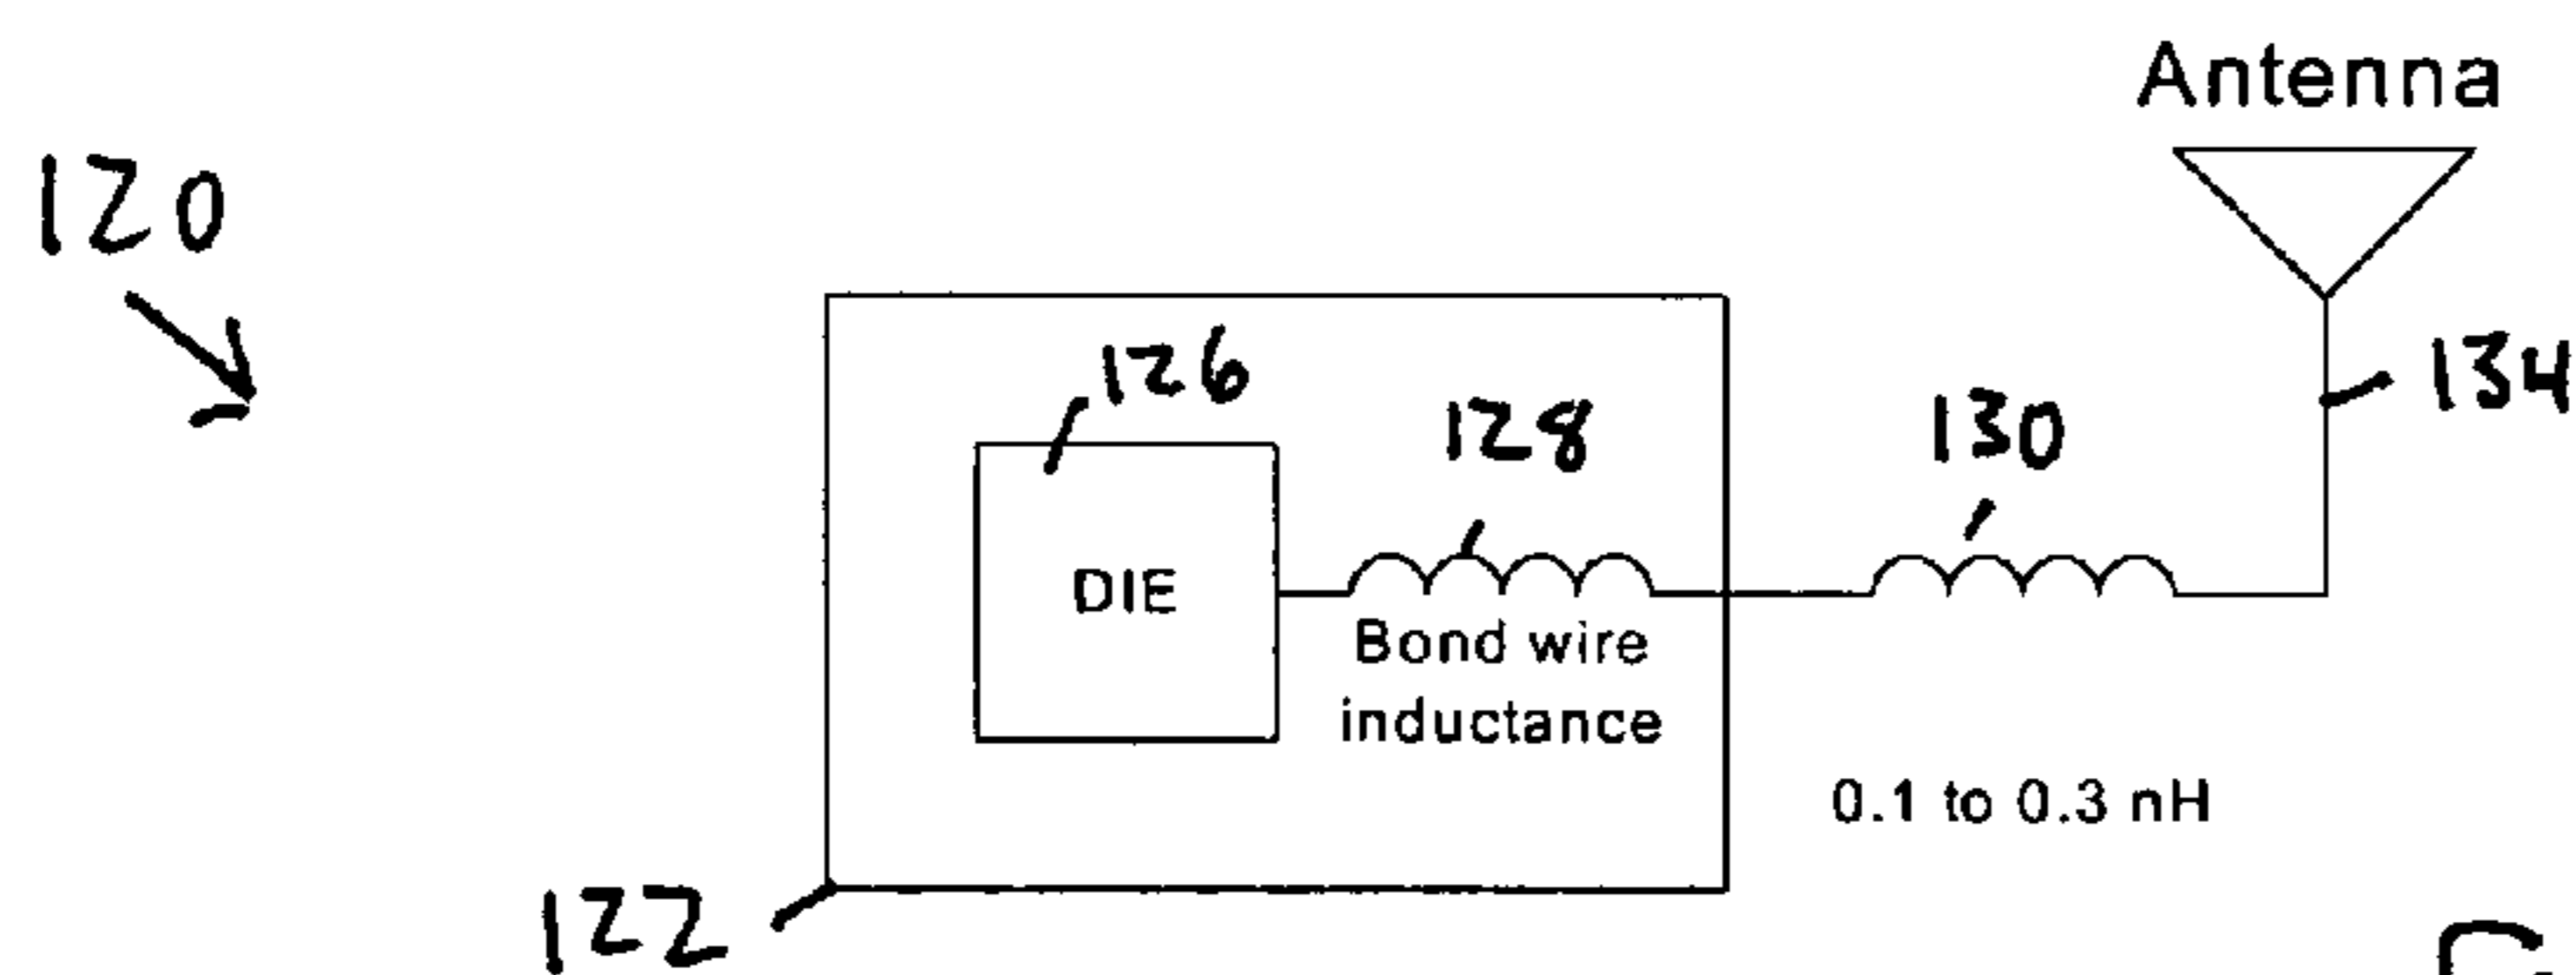 Antenna
120
126
134
128
130
DIE
Bond wire
inductance
0.1 to 0.3 nH
122